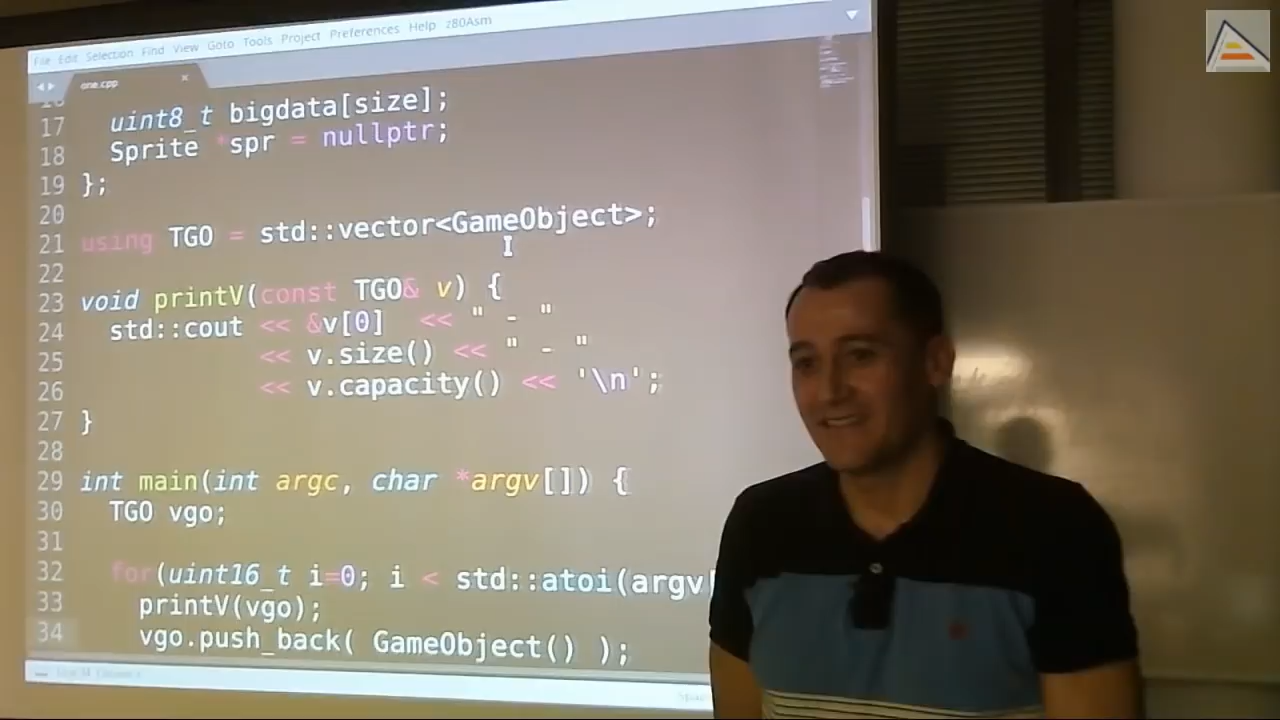 File Edit Selection Find View Goto Tools Project Preferences Help z80Asm
one.cpp
17 uint8_t bigdata[size];
18 Sprite *spr = nullptr;
19 };
20
21 using TGO = std::vector<GameObject>;
22
23 void printV(const TGO& v) {
24 std::cout << &v[0] << " - "
25 << v.size() << " - "
26 << v.capacity() << '\n';
27 }
28
29 int main(int argc, char *argv[]) {
30 TGO vgo;
31
32 for(uint16_t i=0; i < std::atoi(argv[
33 printV(vgo);
34 vgo.push_back( GameObject() );